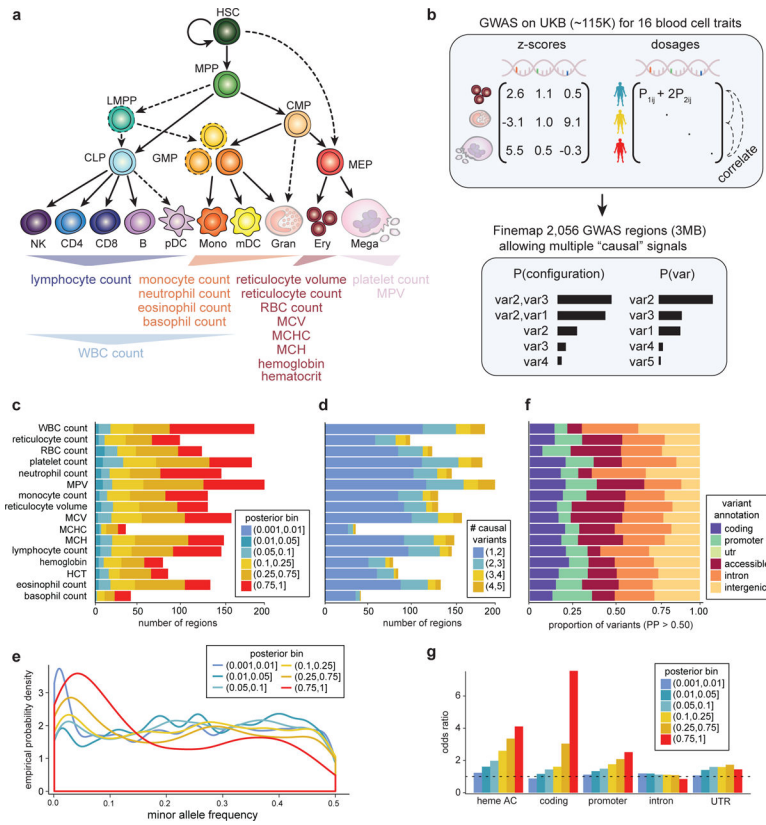 a
HSC
MPP
LMPP
CMP
CLP
GMP
MEP
NK CD4 CD8 B pDC Mono mDC Gran Ery Mega
lymphocyte count
monocyte count
neutrophil count
eosinophil count
basophil count
reticulocyte volume
reticulocyte count
RBC count
MCV
MCHC
MCH
hemoglobin
hematocrit
platelet count
MPV
WBC count
b
GWAS on UKB (~115K) for 16 blood cell traits
z-scores
dosages
2.6 1.1 0.5
-3.1 1.0 9.1
5.5 0.5 -0.3
P1ij + 2P2ij
correlate
Finemap 2,056 GWAS regions (3MB)
allowing multiple “causal” signals
P(configuration)
var2,var3
var2,var1
var2
var3
var4
P(var)
var2
var3
var1
var4
var5
c
WBC count
reticulocyte count
RBC count
platelet count
neutrophil count
MPV
monocyte count
reticulocyte volume
MCV
MCHC
MCH
lymphocyte count
hemoglobin
HCT
eosinophil count
basophil count
posterior bin
(0.001,0.01]
(0.01,0.05]
(0.05,0.1]
(0.1,0.25]
(0.25,0.75]
(0.75,1]
0 50 100 150 200
number of regions
d
# causal
variants
(1,2]
(2,3]
(3,4]
(4,5]
0 50 100 150 200
number of regions
f
variant
annotation
coding
promoter
utr
accessible
intron
intergenic
0 0.25 0.50 0.75 1.00
proportion of variants (PP > 0.50)
e
posterior bin
(0.001,0.01]
(0.01,0.05]
(0.05,0.1]
(0.1,0.25]
(0.25,0.75]
(0.75,1]
empirical probability density
3
2
1
0
0.0 0.1 0.2 0.3 0.4 0.5
minor allele frequency
g
posterior bin
(0.001,0.01]
(0.01,0.05]
(0.05,0.1]
(0.1,0.25]
(0.25,0.75]
(0.75,1]
odds ratio
6
4
2
0
heme AC coding promoter intron UTR